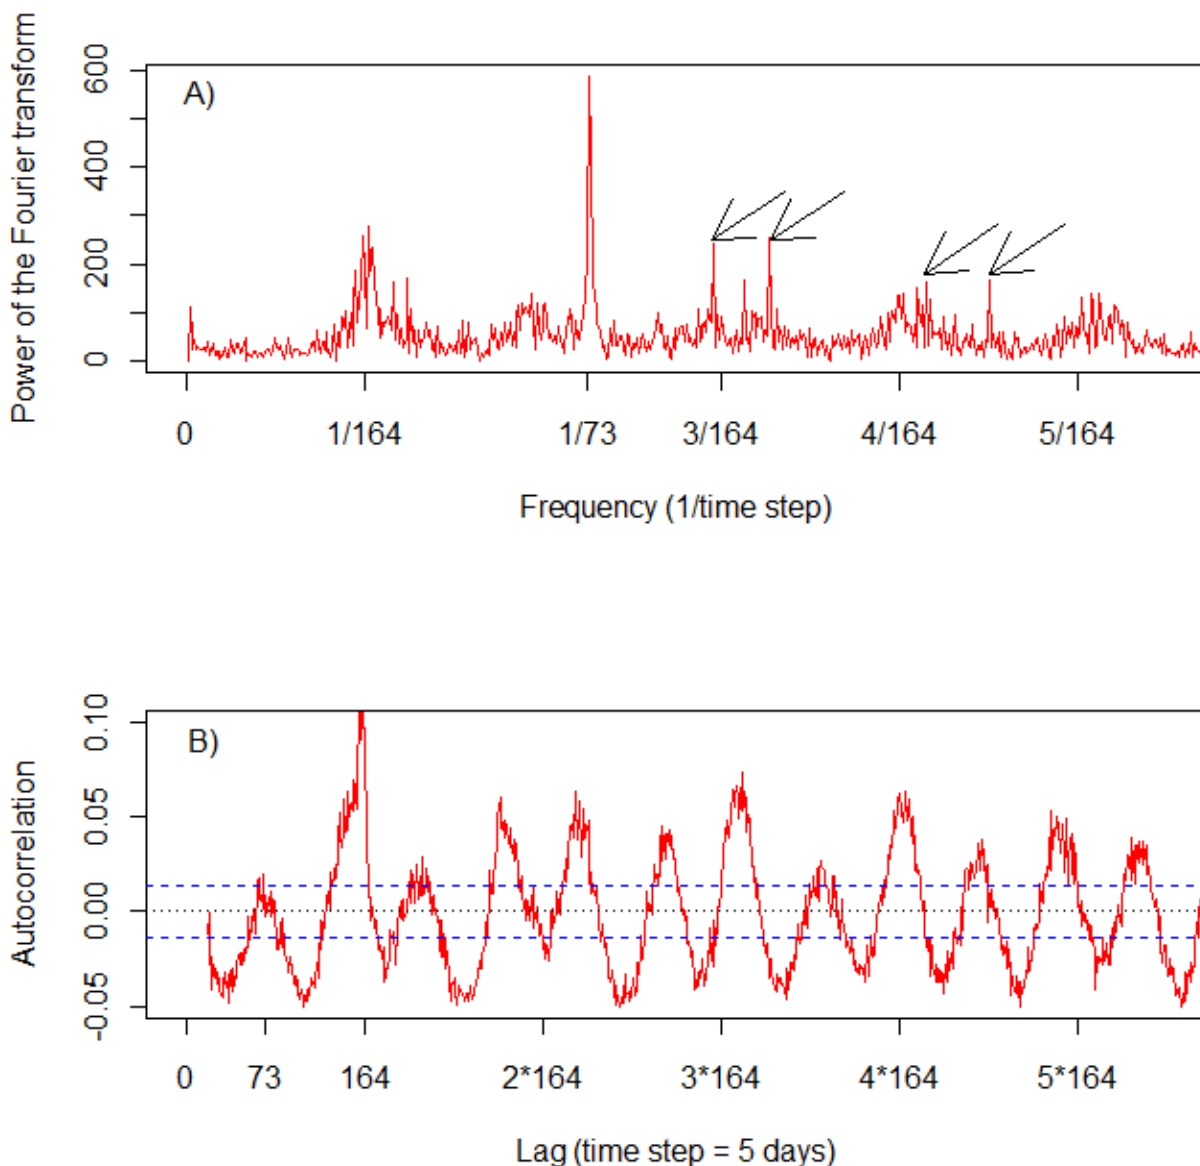 Power of the Fourier transform
600
400
200
0
A)
0 1/164 1/73 3/164 4/164 5/164
Frequency (1/time step)
Autocorrelation
0.10
0.05
0.00
-0.05
B)
0 73 164 2*164 3*164 4*164 5*164
Lag (time step = 5 days)